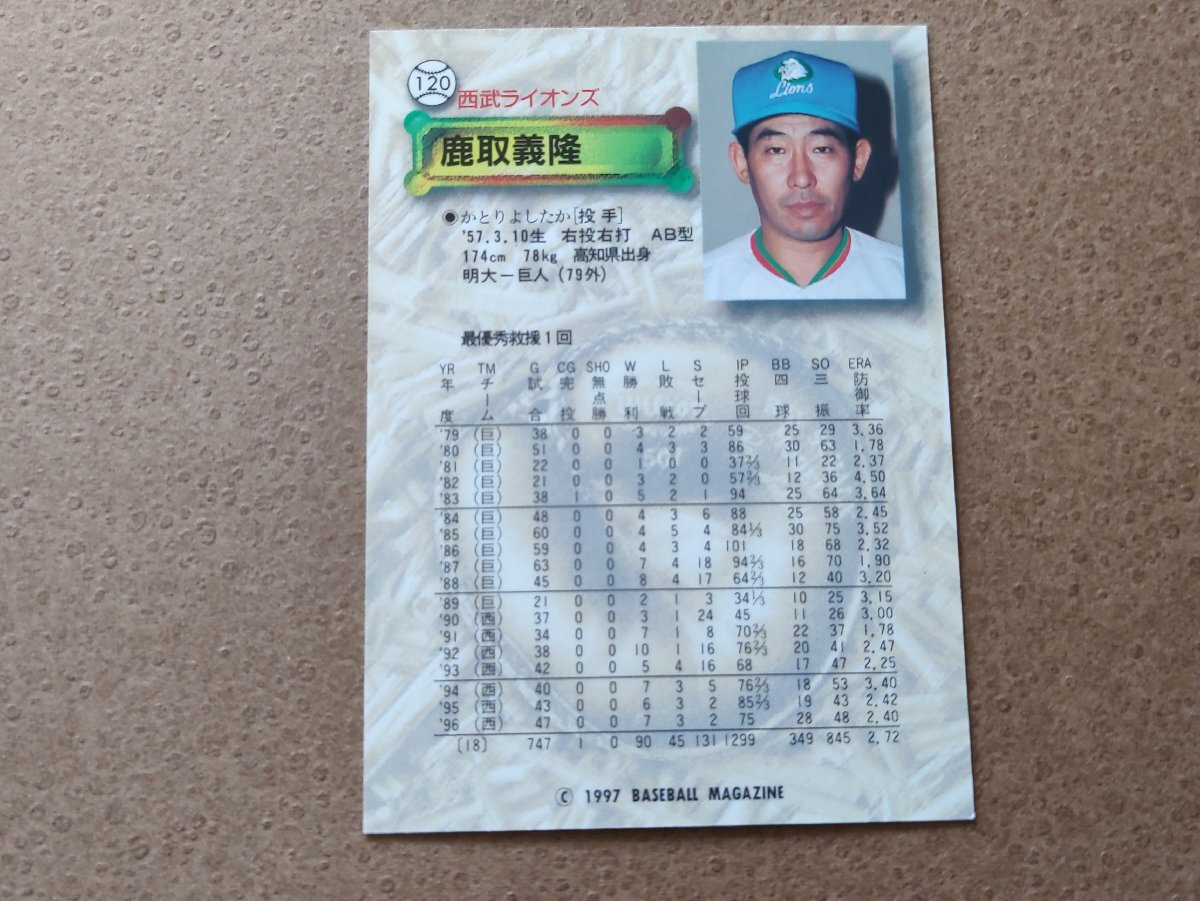 120
西武ライオンズ
Lions
鹿取義隆
◉かとりよしたか[投手]
'57.3.10生 右投右打 AB型
174cm 78kg 高知県出身
明大－巨人(79外)
最優秀救援1回
YR TM G CG SHO W L S IP BB SO ERA
年度 チーム 試合 完投 無点勝 勝利 敗戦 セーブ 投球回 四球 三振 防御率
'79 (巨) 38 0 0 3 2 2 59 25 29 3.36
'80 (巨) 51 0 0 4 3 3 86 30 63 1.78
'81 (巨) 22 0 0 1 0 0 37⅔ 11 22 2.37
'82 (巨) 21 0 0 3 2 0 57⅔ 12 36 4.50
'83 (巨) 38 1 0 5 2 1 94 25 64 3.64
'84 (巨) 48 0 0 4 3 6 88 25 58 2.45
'85 (巨) 60 0 0 4 5 4 84⅓ 30 75 3.52
'86 (巨) 59 0 0 4 3 4 101 18 68 2.32
'87 (巨) 63 0 0 7 4 18 94⅔ 16 70 1.90
'88 (巨) 45 0 0 8 4 17 64⅔ 12 40 3.20
'89 (巨) 21 0 0 2 1 3 34⅓ 10 25 3.15
'90 (西) 37 0 0 3 1 24 45 11 26 3.00
'91 (西) 34 0 0 7 1 8 70⅔ 22 37 1.78
'92 (西) 38 0 0 10 1 16 76⅔ 20 41 2.47
'93 (西) 42 0 0 5 4 16 68 17 47 2.25
'94 (西) 40 0 0 7 3 5 76⅔ 18 53 3.40
'95 (西) 43 0 0 6 3 2 85⅔ 19 43 2.42
'96 (西) 47 0 0 7 3 2 75 28 48 2.40
〔18〕 747 1 0 90 45 131 1299 349 845 2.72
© 1997 BASEBALL MAGAZINE